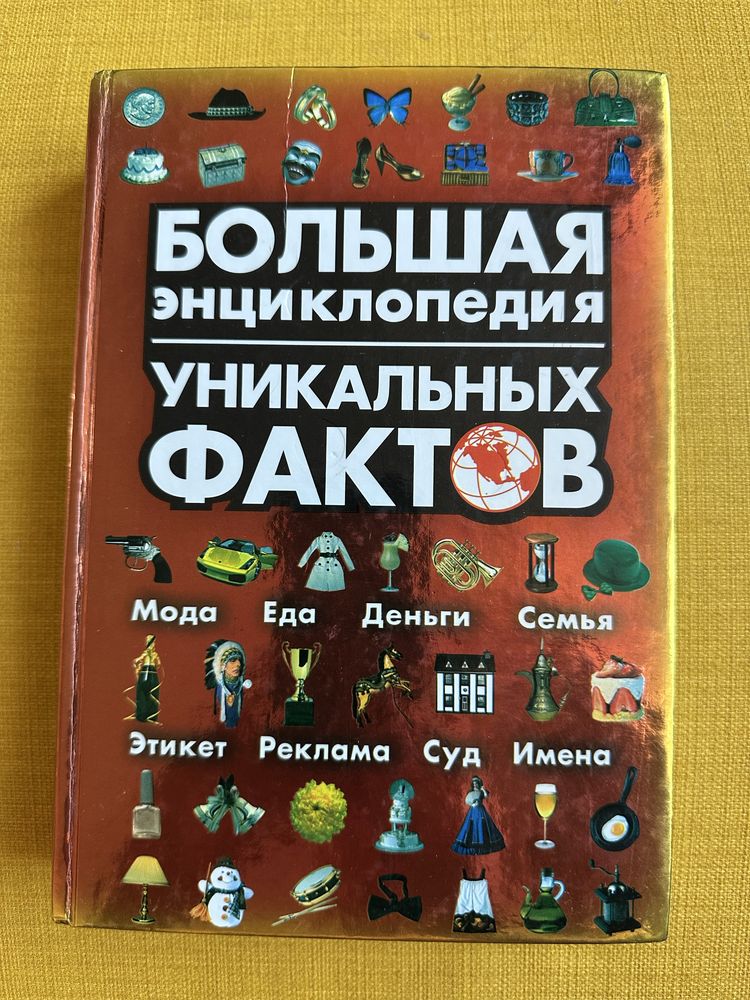 БОЛЬШАЯ
энциклопедия
УНИКАЛЬНЫХ
ФАКТОВ
Мода Еда Деньги Семья
Этикет Реклама Суд Имена